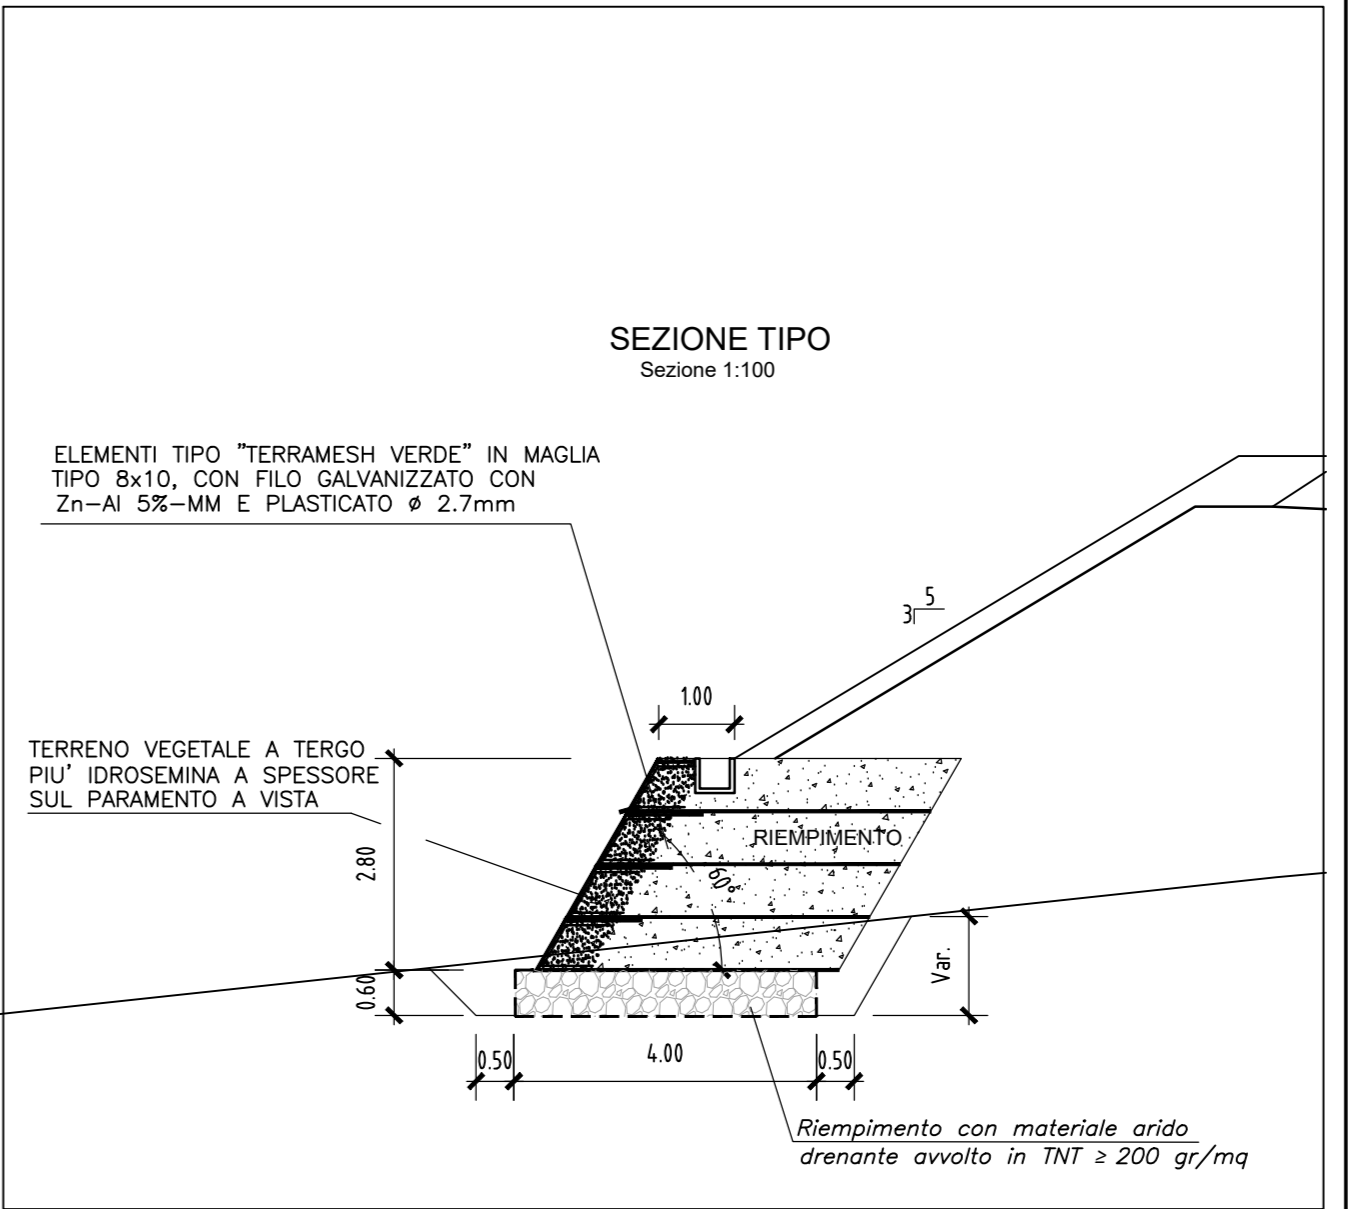 SEZIONE TIPO
Sezione 1:100
ELEMENTI TIPO "TERRAMESH VERDE" IN MAGLIA
TIPO 8x10, CON FILO GALVANIZZATO CON
Zn-Al 5%-MM E PLASTICATO ø 2.7mm
3 5
1.00
TERRENO VEGETALE A TERGO
PIU' IDROSEMINA A SPESSORE
SUL PARAMENTO A VISTA
RIEMPIMENTO
2.80
60°
Var.
0.60
0.50
4.00
0.50
Riempimento con materiale arido
drenante avvolto in TNT ≥ 200 gr/mq